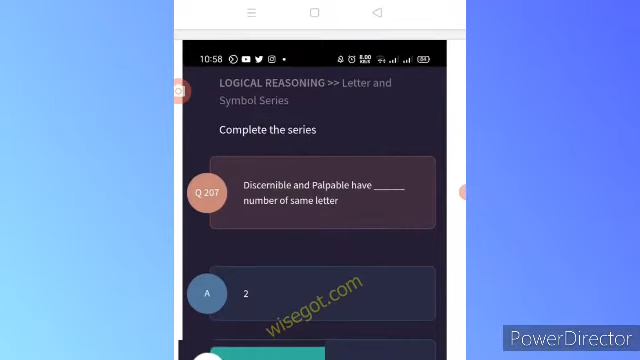 10:58
LOGICAL REASONING >> Letter and
Symbol Series
Complete the series
Q 207
Discernible and Palpable have ______
number of same letter
A
2
wisegot.com
PowerDirector